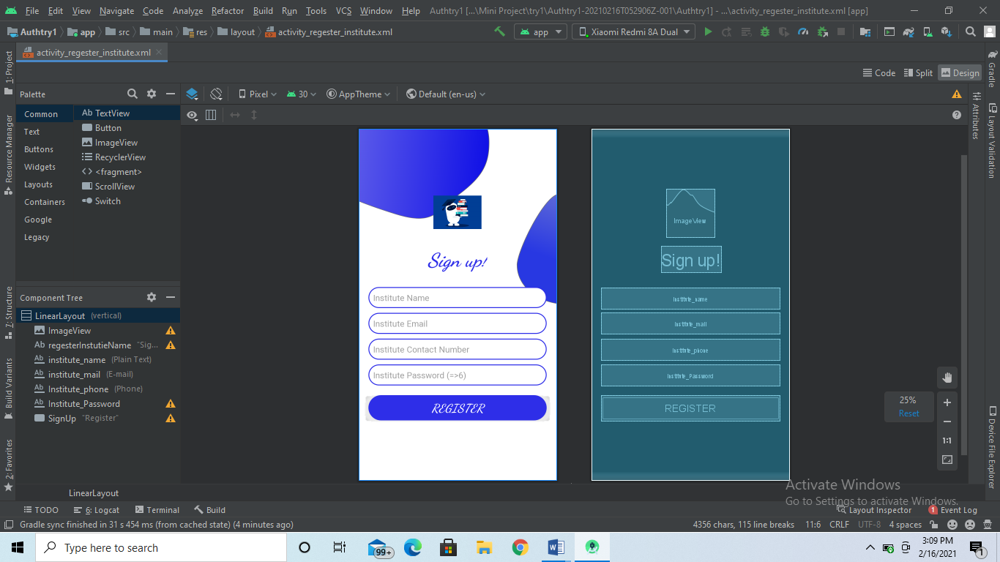 File Edit View Navigate Code Analyze Refactor Build Run Tools VCS Window Help Authtry1 [...\Mini Project\try1\Authtry1-20210216T052906Z-001\Authtry1] - ...\activity_regester_institute.xml [app]
Authtry1 app src main res layout activity_regester_institute.xml app Xiaomi Redmi 8A Dual
activity_regester_institute.xml
Code Split Design
Palette
Pixel 30 AppTheme Default (en-us)
Common
Text
Buttons
Widgets
Layouts
Containers
Google
Legacy
Ab TextView
Button
ImageView
RecyclerView
<fragment>
ScrollView
Switch
Component Tree
LinearLayout (vertical)
ImageView
Ab regesterInstutieName "Sig...
Ab institute_name (Plain Text)
Ab institute_mail (E-mail)
Ab Institute_phone (Phone)
Ab Institute_Password
SignUp "Register"
Sign up!
Institute Name
Institute Email
Institute Contact Number
Institute Password (=>6)
REGISTER
ImageView
Sign up!
institute_name
institute_mail
Institute_phone
Institute_Password
REGISTER
25%
Reset
1:1
1: Project
Resource Manager
7: Structure
Build Variants
2: Favorites
Gradle
Attributes
Layout Validation
Device File Explorer
LinearLayout
Activate Windows
Go to Settings to activate Windows.
TODO 6: Logcat Terminal Build Layout Inspector 1 Event Log
Gradle sync finished in 31 s 454 ms (from cached state) (4 minutes ago) 4356 chars, 115 line breaks 11:6 CRLF UTF-8 4 spaces
Type here to search
99+
3:09 PM
2/16/2021
1